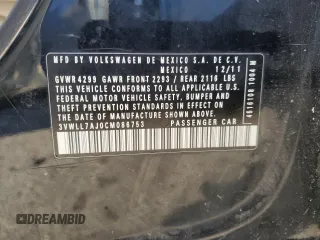 MFD BY VOLKSWAGEN DE MEXICO S.A. DE C.V.
MEXICO 12/11
GVWR 4299 GAWR FRONT 2293 / REAR 2116 LBS
THIS VEHICLE CONFORMS TO ALL APPLICABLE U.S.
FEDERAL MOTOR VEHICLE SAFETY, BUMPER AND
THEFT PREVENTION STANDARDS IN EFFECT ON THE
DATE OF MANUFACTURE SHOWN ABOVE.
3VWLL7AJ0CM086753 PASSENGER CAR
DREAMBID